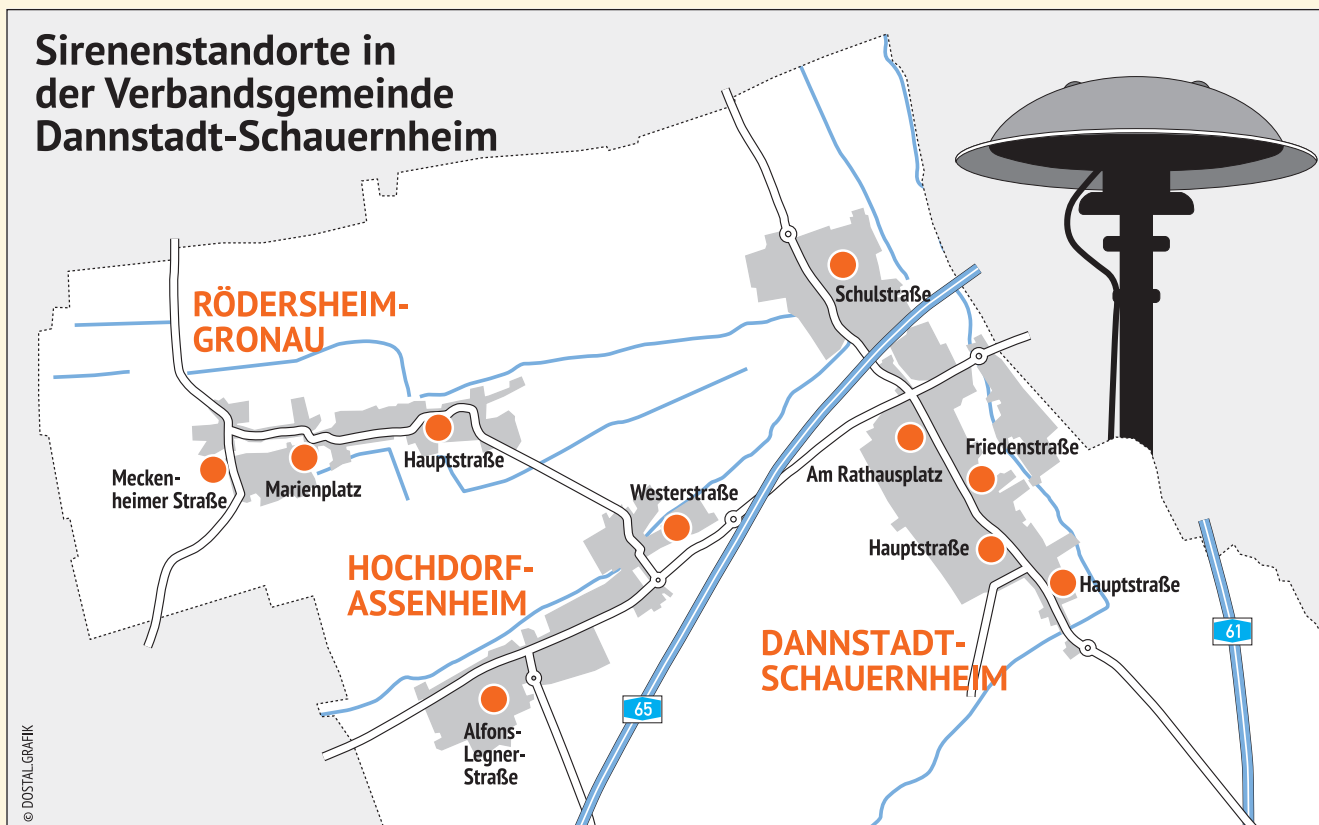 Sirenenstandorte in
der Verbandsgemeinde
Dannstadt-Schauernheim
RÖDERSHEIM-
GRONAU
Schulstraße
Mecken-
heimer Straße
Marienplatz
Hauptstraße
Westerstraße
Am Rathausplatz
Friedenstraße
Hauptstraße
Hauptstraße
HOCHDORF-
ASSENHEIM
DANNSTADT-
SCHAUERNHEIM
61
65
Alfons-
Legner-
Straße
© DOSTAL.GRAFIK